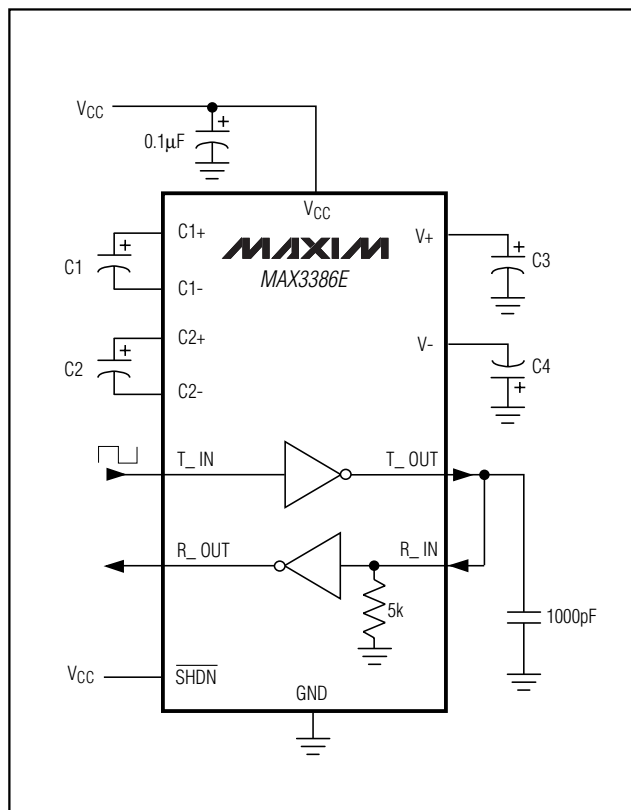 VCC
0.1µF
+
VCC
C1+
C1-
C2+
C2-
C1
+
C2
+
MAXIM
MAX3386E
V+
V-
+
C3
C4
+
T_ IN
T_ OUT
R_ OUT
R_ IN
5k
1000pF
VCC
SHDN
GND